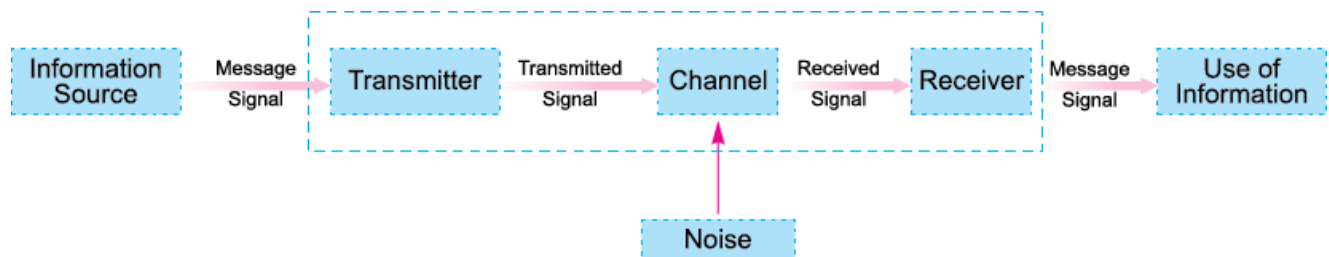 Information
Source
Message
Signal
Transmitter
Transmitted
Signal
Channel
Received
Signal
Receiver
Message
Signal
Use of
Information
Noise